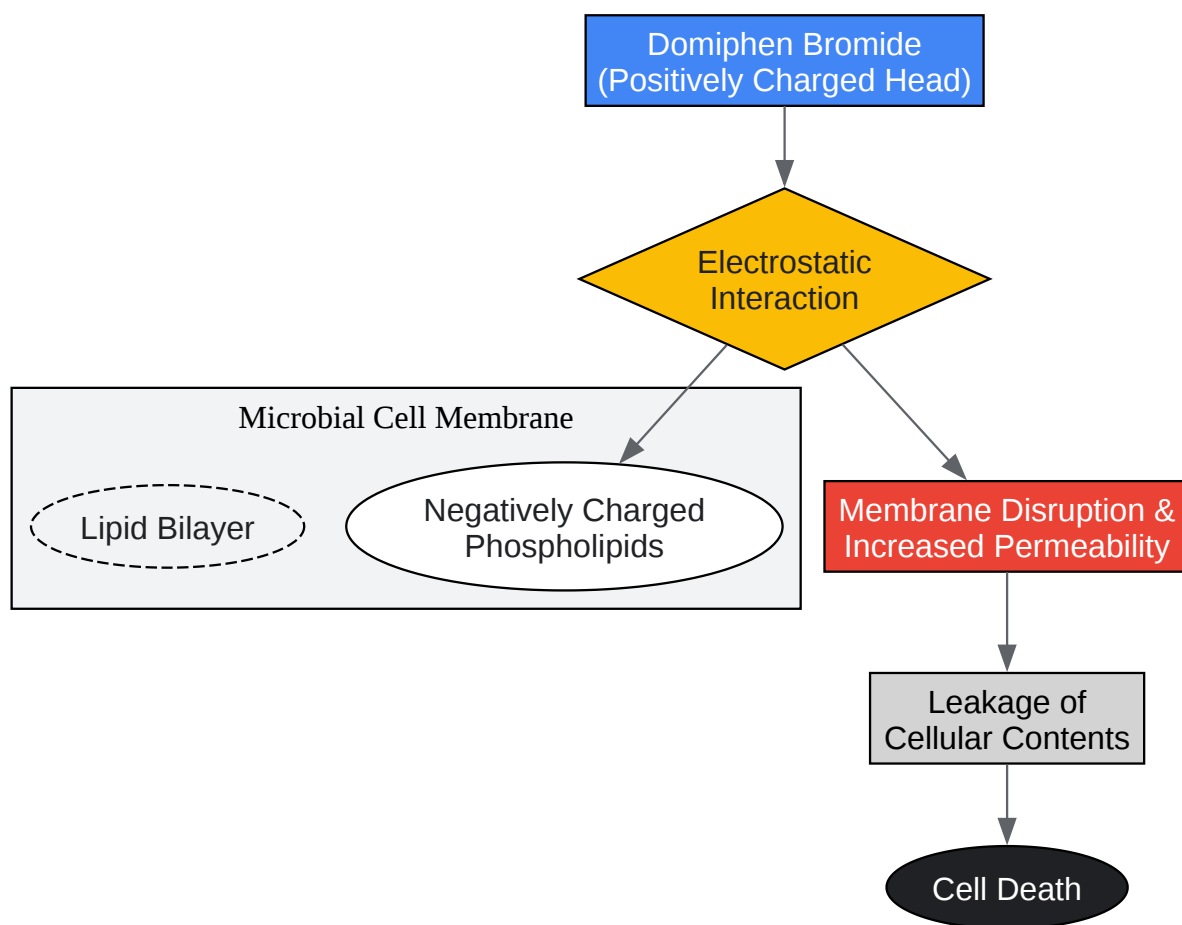 Domiphen Bromide
(Positively Charged Head)
Electrostatic
Interaction
Microbial Cell Membrane
Lipid Bilayer
Negatively Charged
Phospholipids
Membrane Disruption &
Increased Permeability
Leakage of
Cellular Contents
Cell Death